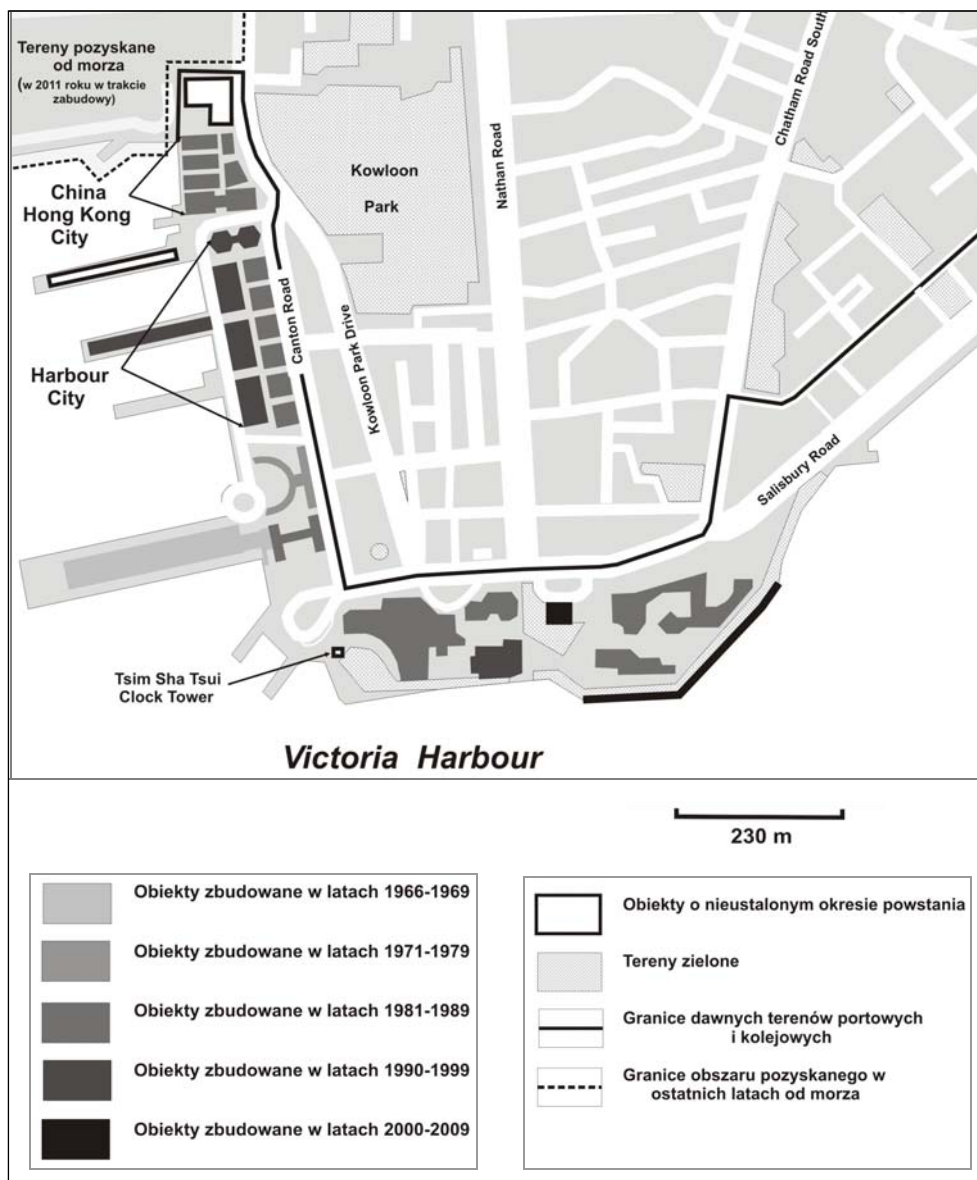 Tereny pozyskane
od morza
(w 2011 roku w trakcie
zabudowy)
China
Hong Kong
City
Harbour
City
Kowloon
Park
Canton Road
Kowloon Park Drive
Nathan Road
Chatham Road South
Salisbury Road
Tsim Sha Tsui
Clock Tower
Victoria Harbour
230 m
Obiekty zbudowane w latach 1966-1969
Obiekty zbudowane w latach 1971-1979
Obiekty zbudowane w latach 1981-1989
Obiekty zbudowane w latach 1990-1999
Obiekty zbudowane w latach 2000-2009
Obiekty o nieustalonym okresie powstania
Tereny zielone
Granice dawnych terenów portowych
i kolejowych
Granice obszaru pozyskanego w
ostatnich latach od morza